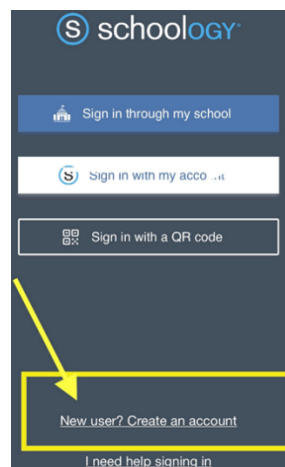 S schoology
Sign in through my school
S Sign in with my
Sign in with a QR code
New user? Create an account
I need help signing in